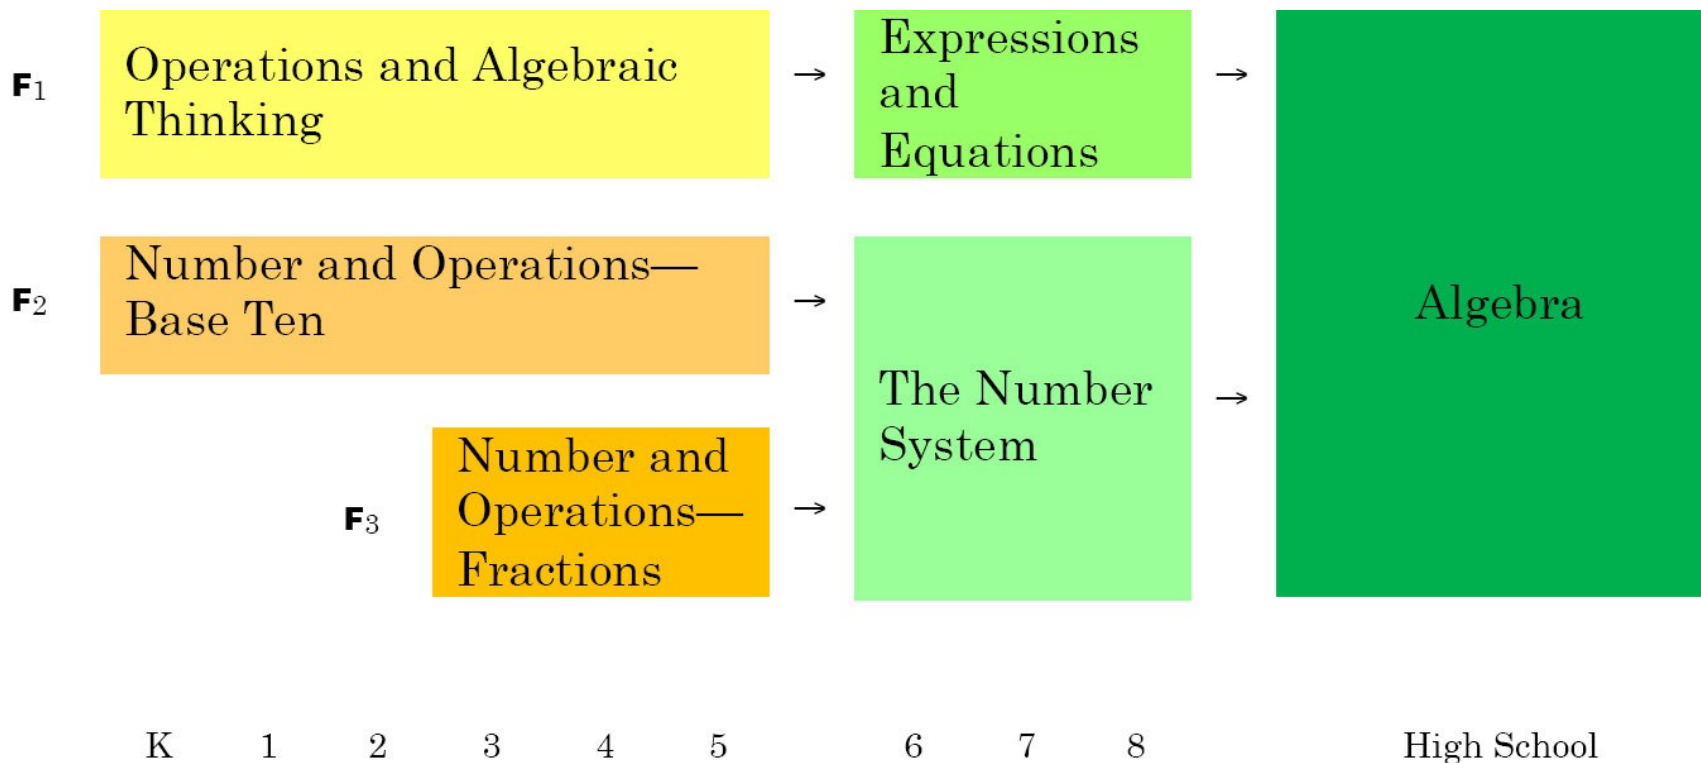 F1
Operations and Algebraic
Thinking
→
Expressions
and
Equations
→
F2
Number and Operations—
Base Ten
→
The Number
System
→
Algebra
F3
Number and
Operations—
Fractions
→
K 1 2 3 4 5 6 7 8 High School